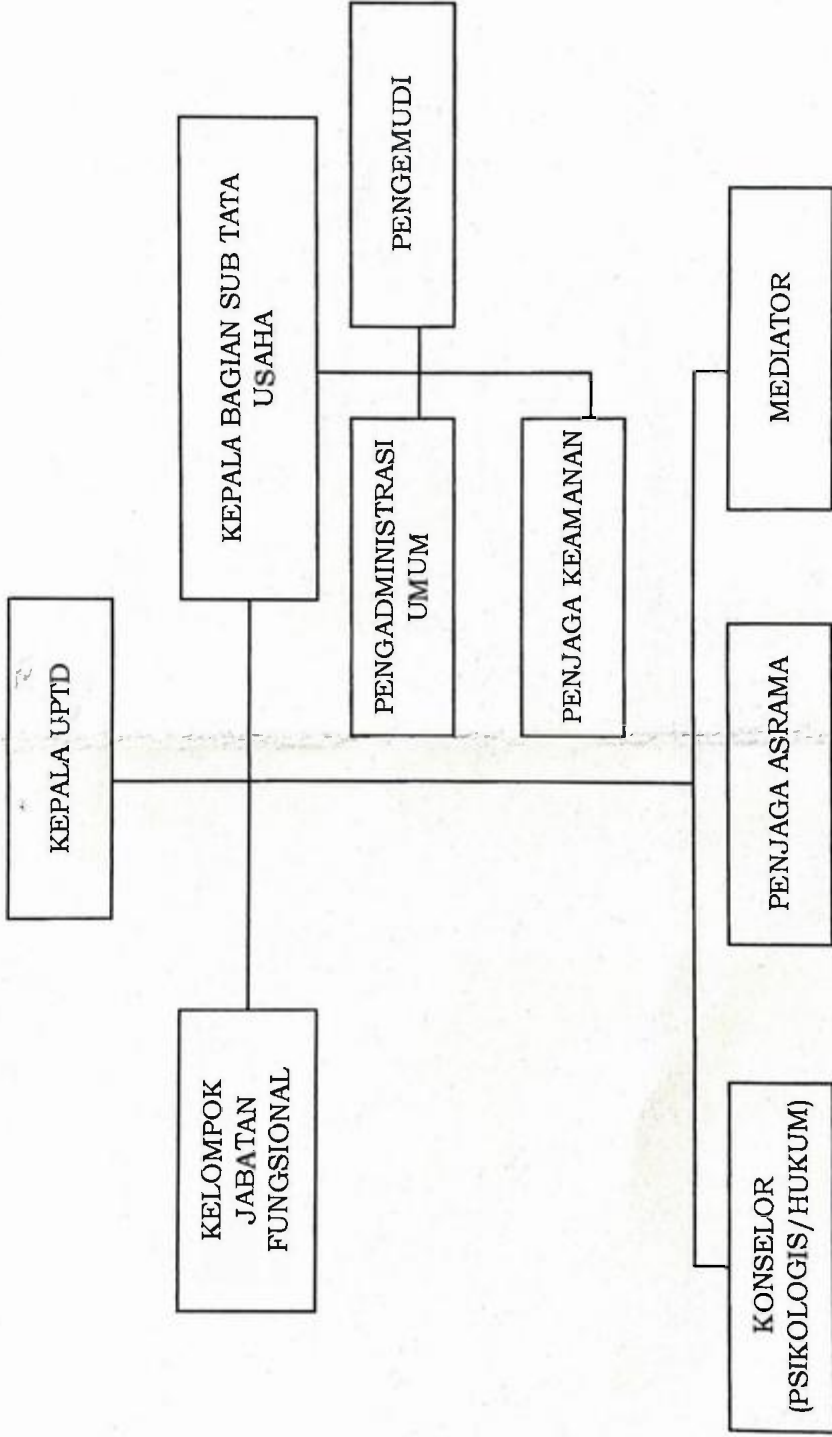 KEPALA UPTD
KELOMPOK
JABATAN
FUNGSIONAL
KEPALA BAGIAN SUB TATA
USAHA
PENGADMINISTRASI
UMUM
PENGEMUDI
PENJAGA KEAMANAN
KONSELOR
(PSIKOLOGIS/HUKUM)
PENJAGA ASRAMA
MEDIATOR